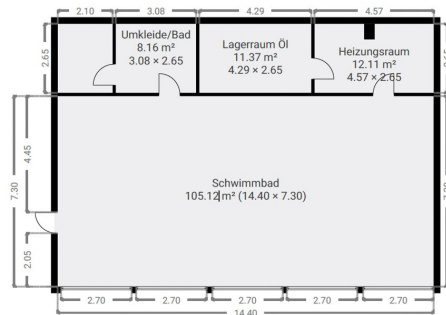 2.10 3.08 4.29 4.57
Umkleide/Bad
8.16 m²
3.08 × 2.65
Lagerraum Öl
11.37 m²
4.29 × 2.65
Heizungsraum
12.11 m²
4.57 × 2.65
2.65
4.45
7.30
2.05
Schwimmbad
105.12 m² (14.40 × 7.30)
2.70 2.70 2.70 2.70 2.70
14.40